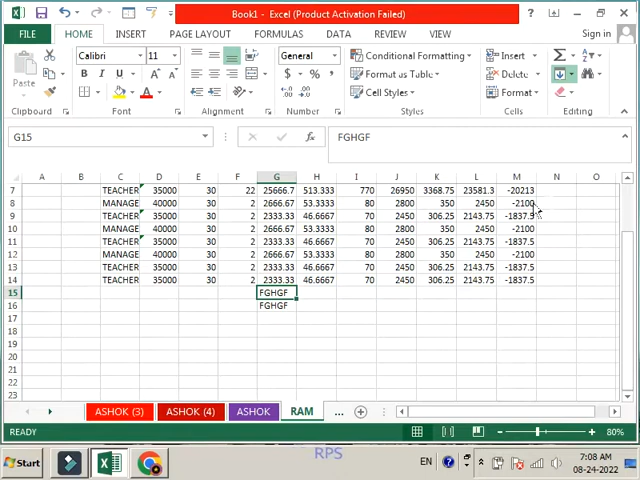 Book1 - Excel (Product Activation Failed)
FILE HOME INSERT PAGE LAYOUT FORMULAS DATA REVIEW VIEW
Paste
Clipboard
Calibri 11
B I U
A
Font
Alignment
General
$ %
Number
Conditional Formatting
Format as Table
Cell Styles
Styles
Insert
Delete
Format
Cells
Editing
G15 fx FGHGF
A B C D E F G H I J K L M N O
7 TEACHER 35000 30 22 25666.7 513.333 770 26950 3368.75 23581.3 -20213
8 MANAGE 40000 30 2 2666.67 53.3333 80 2800 350 2450 -2100
9 TEACHER 35000 30 2 2333.33 46.6667 70 2450 306.25 2143.75 -1837.5
10 MANAGE 40000 30 2 2666.67 53.3333 80 2800 350 2450 -2100
11 TEACHER 35000 30 2 2333.33 46.6667 70 2450 306.25 2143.75 -1837.5
12 MANAGE 40000 30 2 2666.67 53.3333 80 2800 350 2450 -2100
13 TEACHER 35000 30 2 2333.33 46.6667 70 2450 306.25 2143.75 -1837.5
14 TEACHER 35000 30 2 2333.33 46.6667 70 2450 306.25 2143.75 -1837.5
15 FGHGF
16 FGHGF
17
18
19
20
21
22
23
ASHOK (3) ASHOK (4) ASHOK RAM ...
READY 80%
RPS
Start EN 7:08 AM
08-24-2022